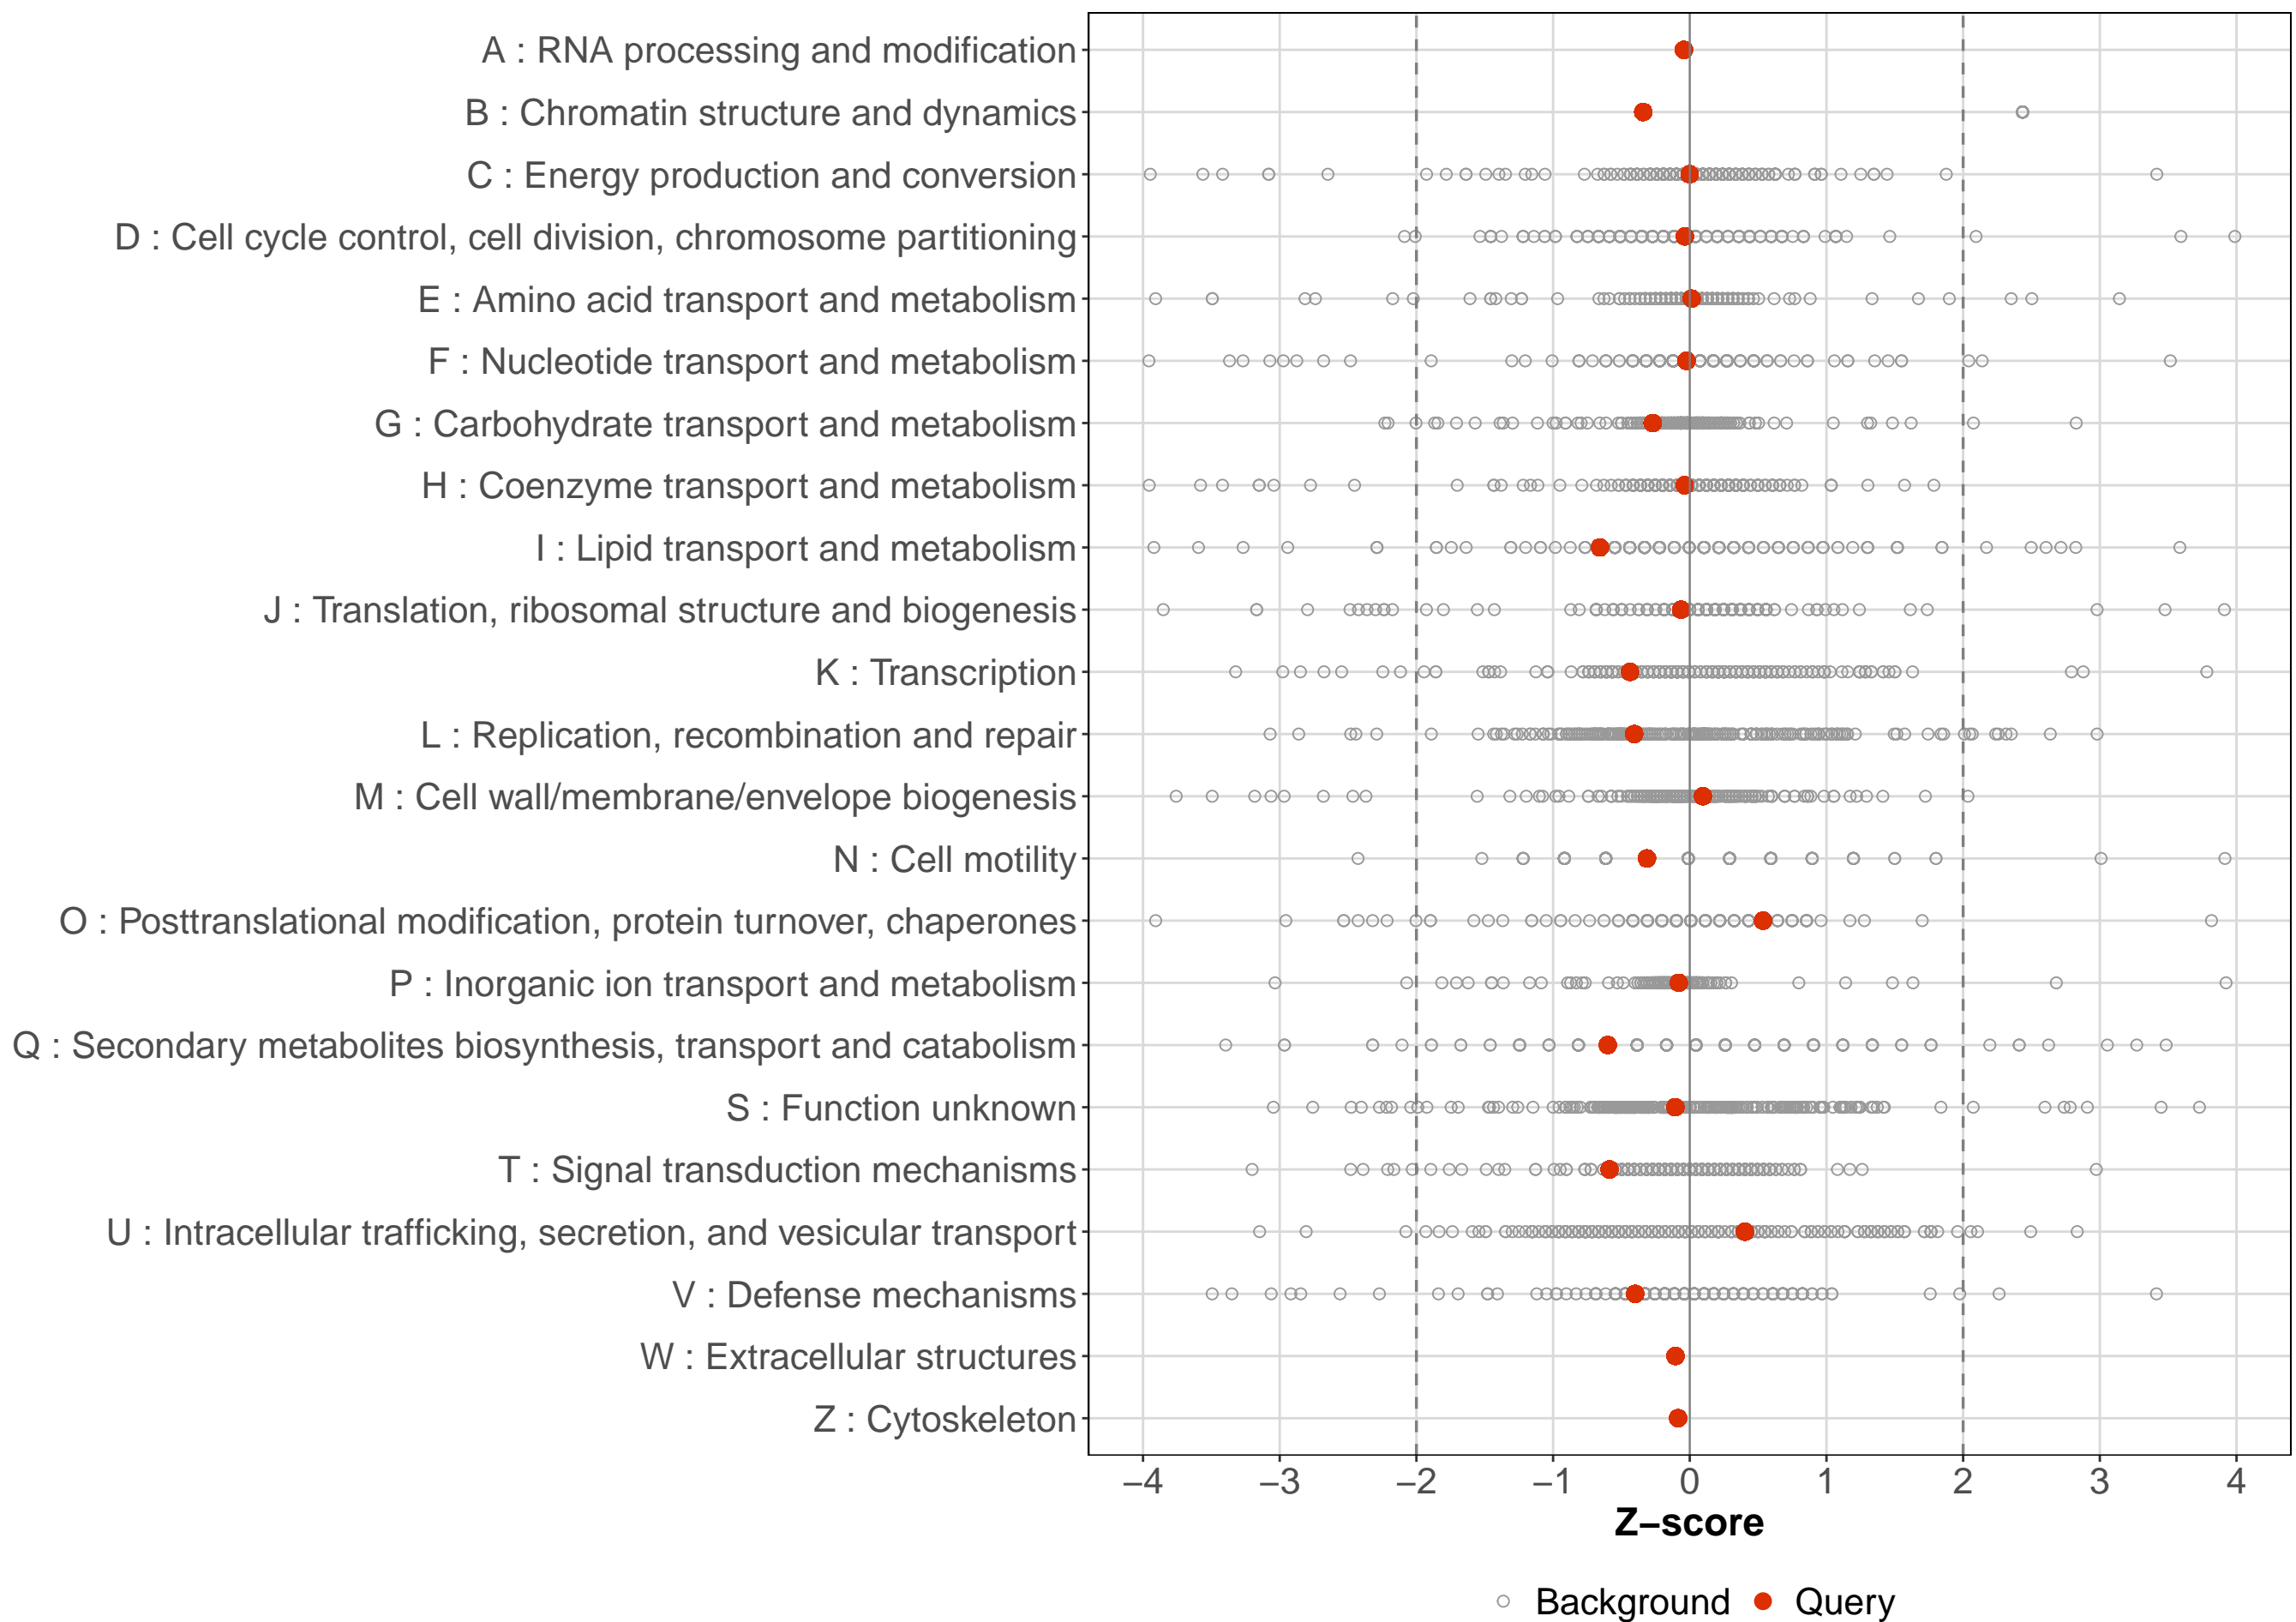 A : RNA processing and modification
B : Chromatin structure and dynamics
C : Energy production and conversion
D : Cell cycle control, cell division, chromosome partitioning
E : Amino acid transport and metabolism
F : Nucleotide transport and metabolism
G : Carbohydrate transport and metabolism
H : Coenzyme transport and metabolism
I : Lipid transport and metabolism
J : Translation, ribosomal structure and biogenesis
K : Transcription
L : Replication, recombination and repair
M : Cell wall/membrane/envelope biogenesis
N : Cell motility
O : Posttranslational modification, protein turnover, chaperones
P : Inorganic ion transport and metabolism
Q : Secondary metabolites biosynthesis, transport and catabolism
S : Function unknown
T : Signal transduction mechanisms
U : Intracellular trafficking, secretion, and vesicular transport
V : Defense mechanisms
W : Extracellular structures
Z : Cytoskeleton
−4 −3 −2 −1 0 1 2 3 4
Z−score
Background Query